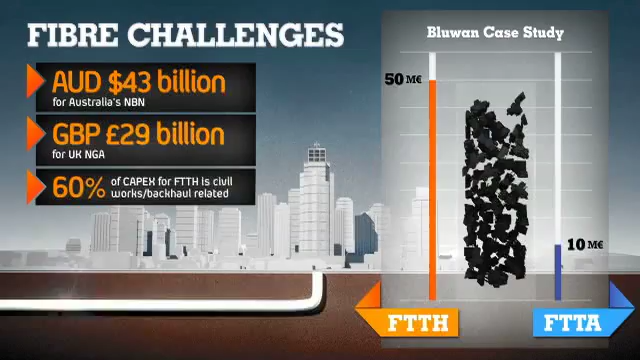 FIBRE CHALLENGES
AUD $43 billion
for Australia's NBN
GBP £29 billion
for UK NGA
60% of CAPEX for FTTH is civil
works/backhaul related
Bluwan Case Study
50 M€
10 M€
FTTH
FTTA